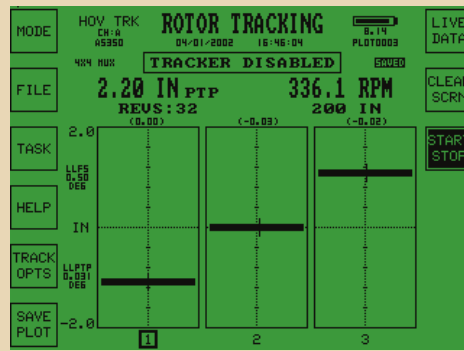 MODE
HOV TRK
CH:A
AS350
ROTOR TRACKING
04/01/2002 16:46:04
8.14
PLOT0003
LIVE
DATA
4X4 MUX
TRACKER DISABLED
SAVED
FILE
2.20 IN PTP
336.1 RPM
CLEAR
SCRN
REVS:32
200 IN
(0.00)
(-0.03)
(-0.02)
2.0
TASK
START
STOP
LLFS
0.50
DEG
HELP
IN
TRACK
OPTS
LLPTP
0.031
DEG
SAVE
PLOT
-2.0
1
2
3